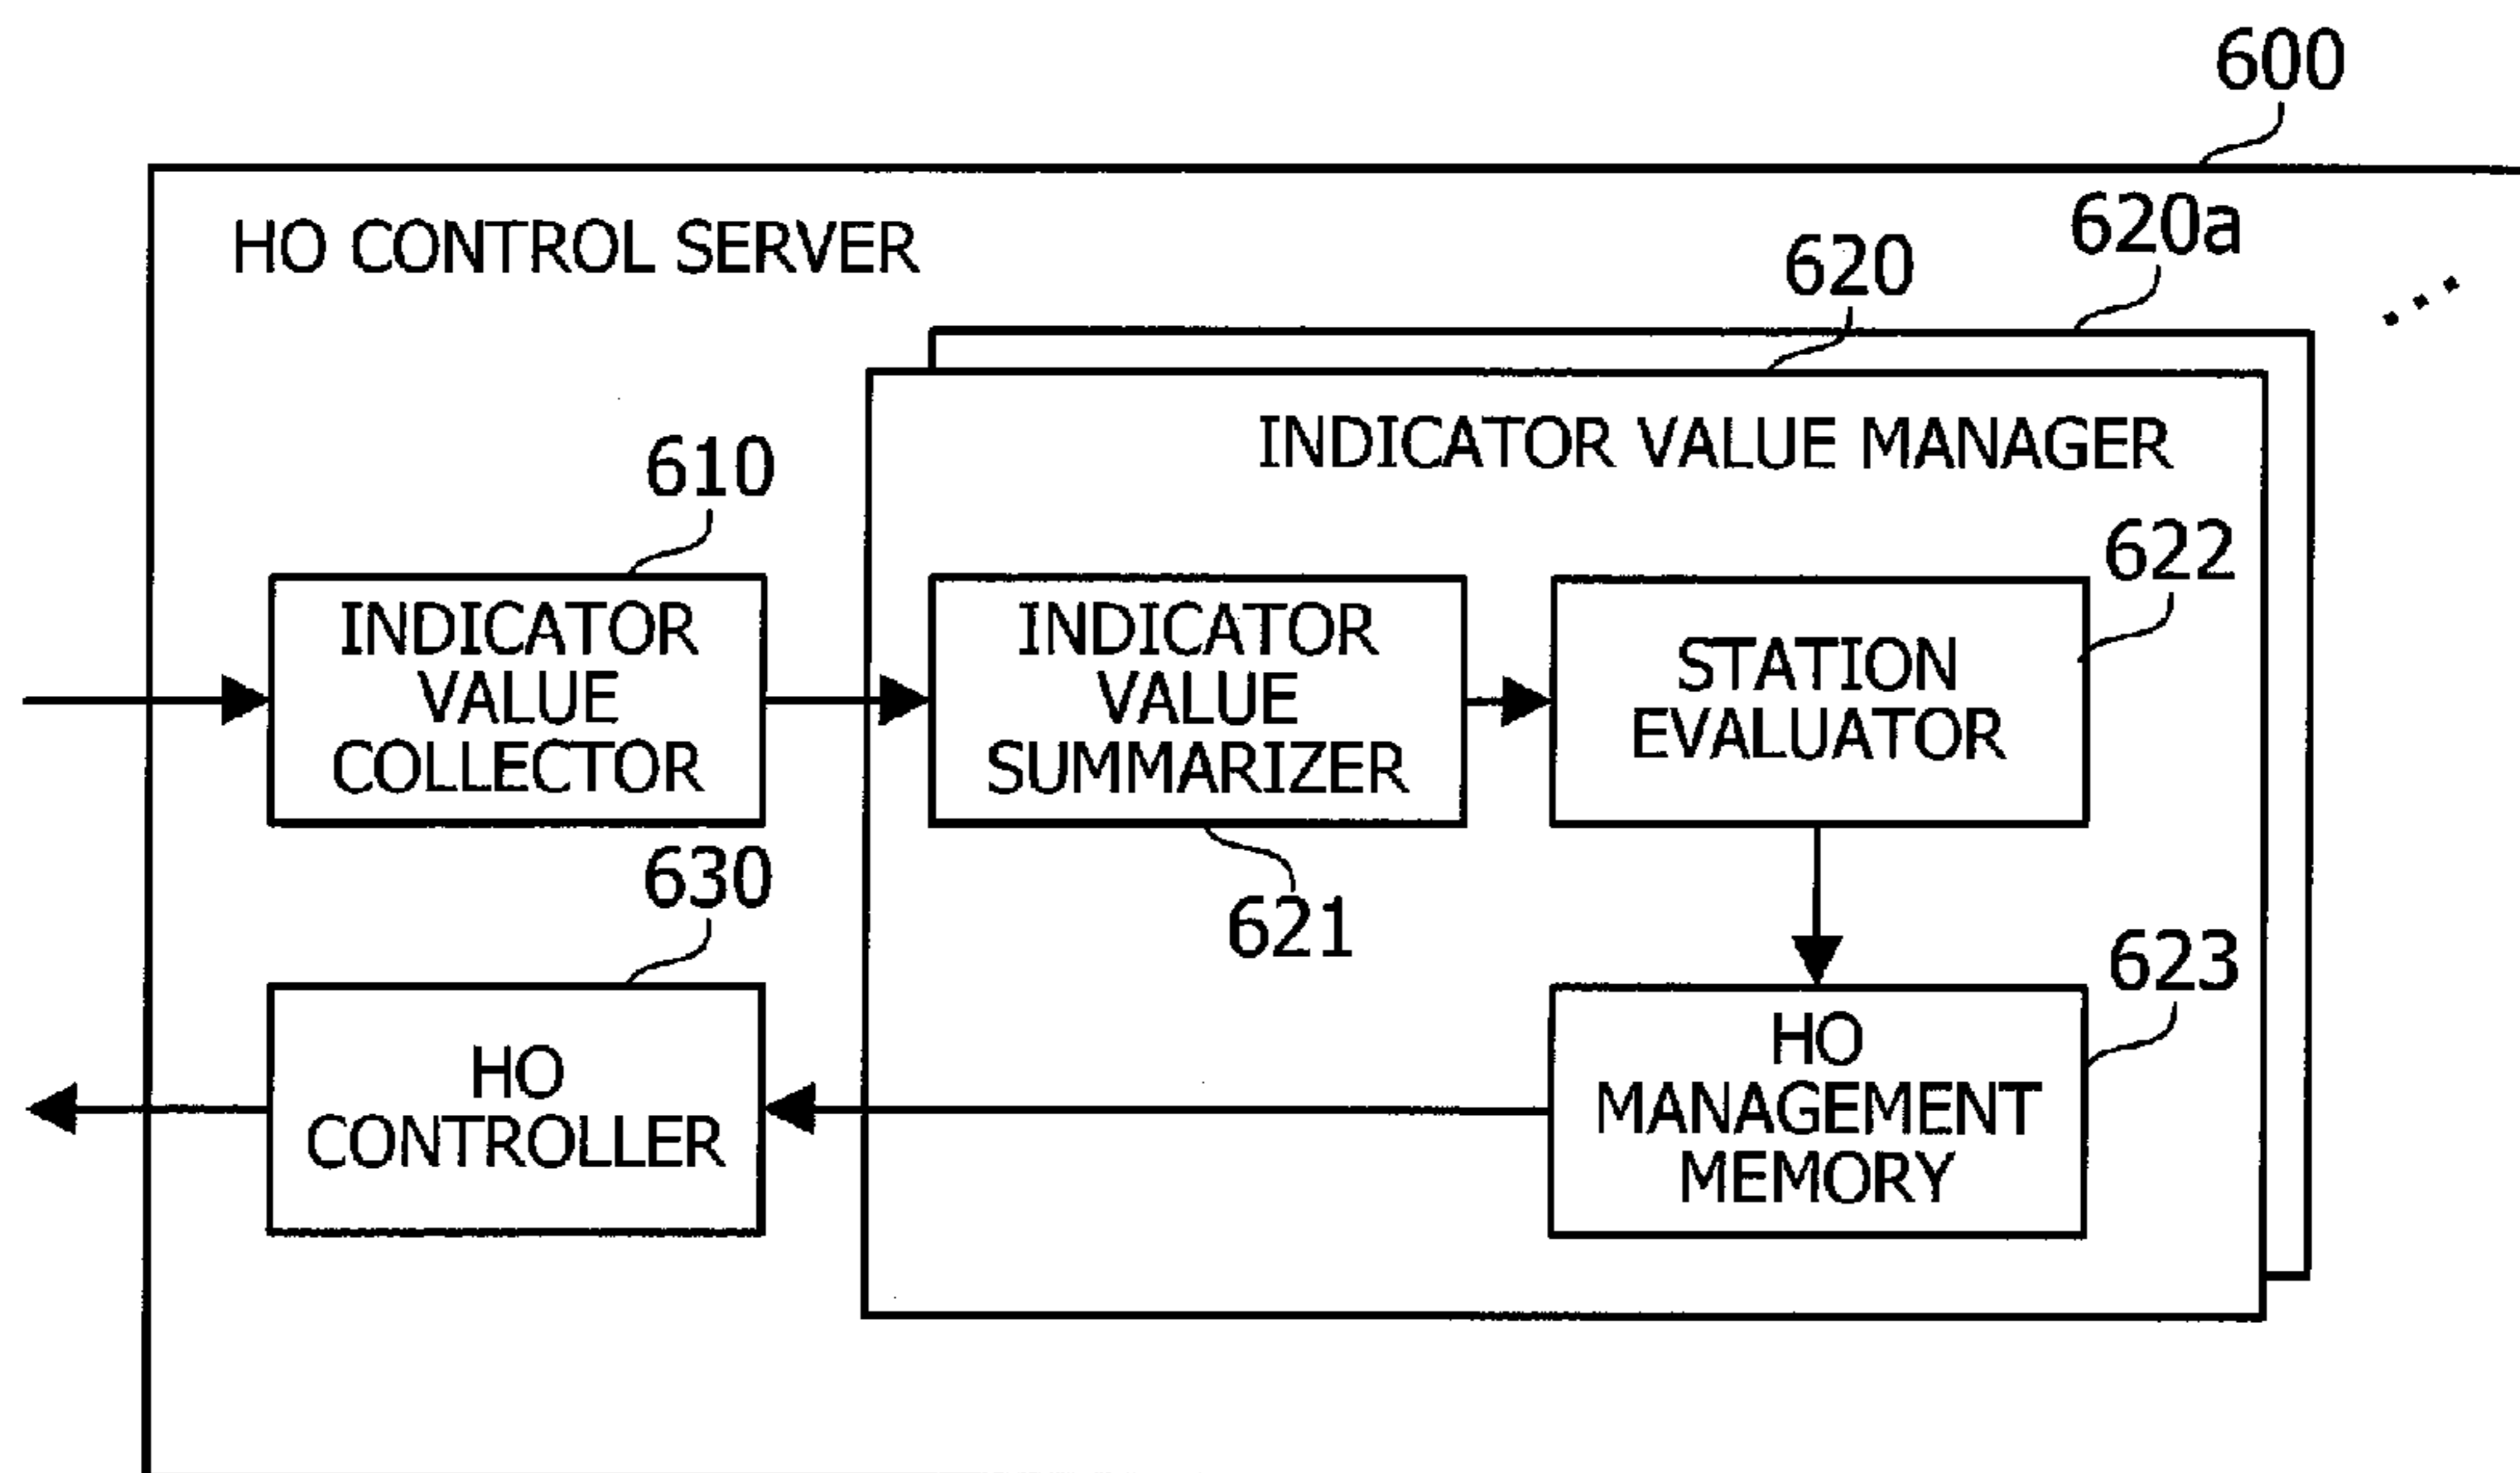 600
HO CONTROL SERVER
620a
620
INDICATOR VALUE MANAGER
610
622
INDICATOR
VALUE
COLLECTOR
INDICATOR
VALUE
SUMMARIZER
STATION
EVALUATOR
630
621
623
HO
CONTROLLER
HO
MANAGEMENT
MEMORY